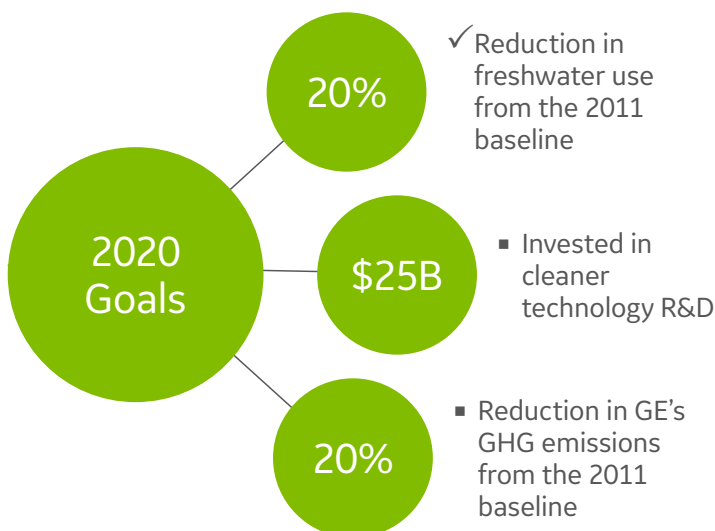 20%
✓ Reduction in
freshwater use
from the 2011
baseline
2020
Goals
$25B
▪ Invested in
cleaner
technology R&D
20%
▪ Reduction in GE’s
GHG emissions
from the 2011
baseline